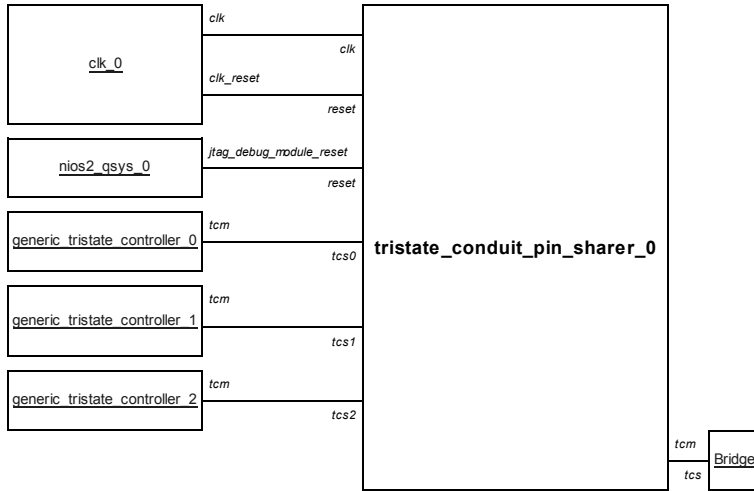 clk
clk_0
clk
clk_reset
reset
jtag_debug_module_reset
nios2_qsys_0
reset
tcm
generic_tristate_controller_0
tristate_conduit_pin_sharer_0
tcs0
tcm
generic_tristate_controller_1
tcs1
tcm
generic_tristate_controller_2
tcs2
tcm
Bridge
tcs